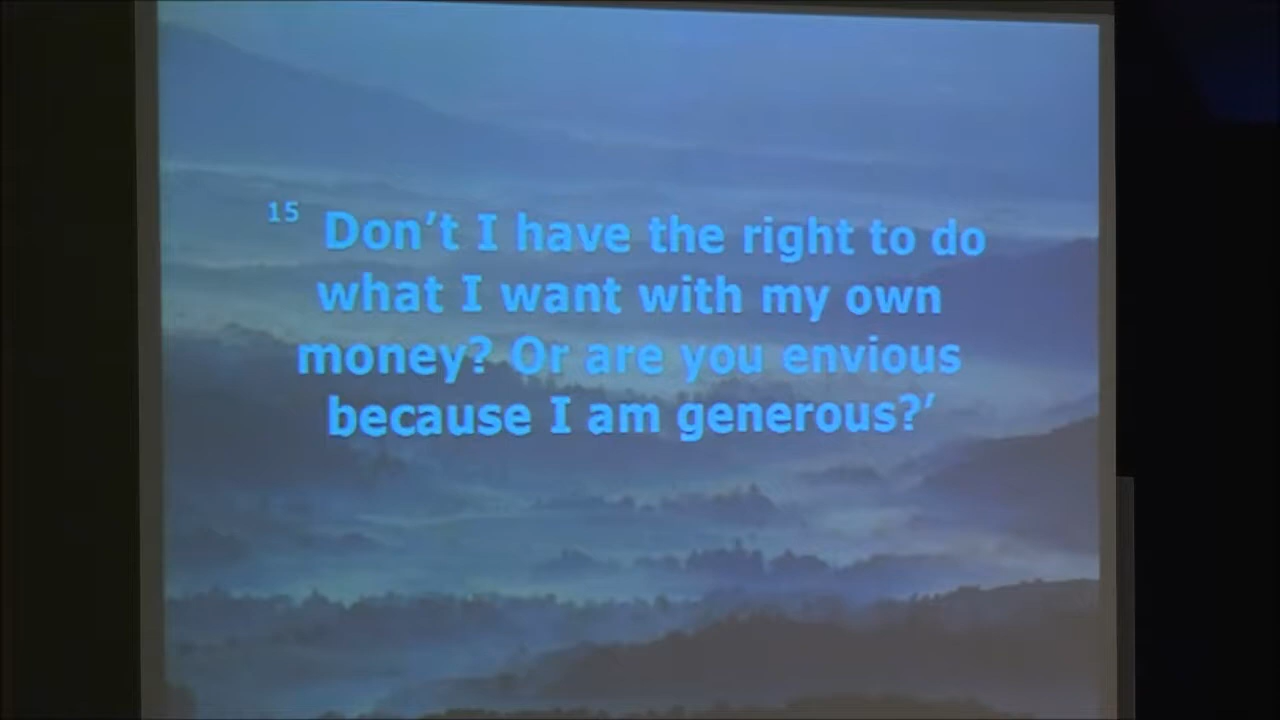 15 Don’t I have the right to do
what I want with my own
money? Or are you envious
because I am generous?’